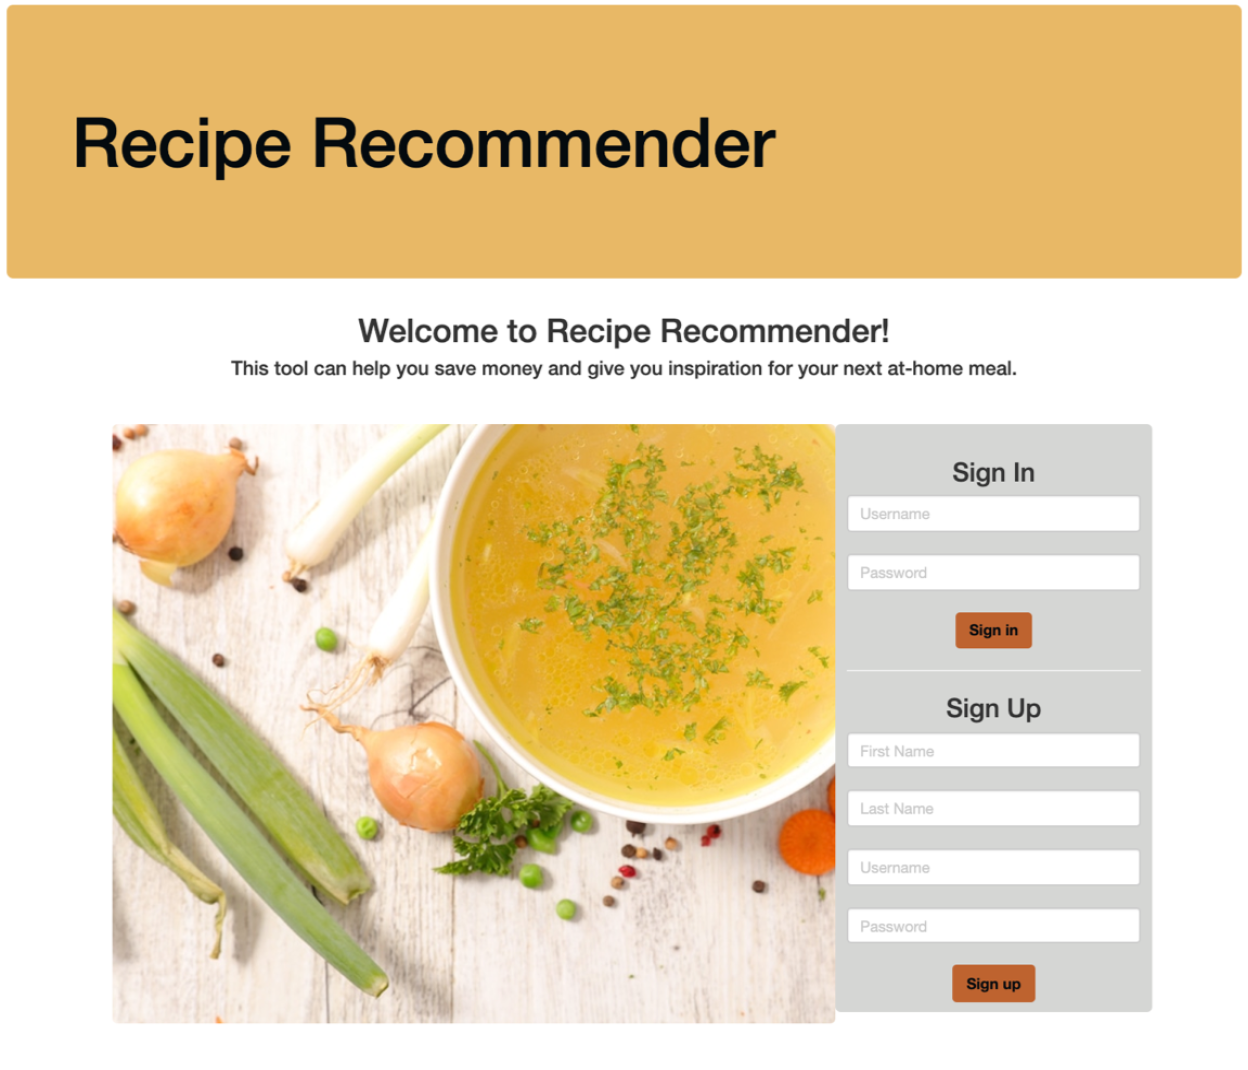 Recipe Recommender
Welcome to Recipe Recommender!
This tool can help you save money and give you inspiration for your next at-home meal.
Sign In
Username
Password
Sign in
Sign Up
First Name
Last Name
Username
Password
Sign up